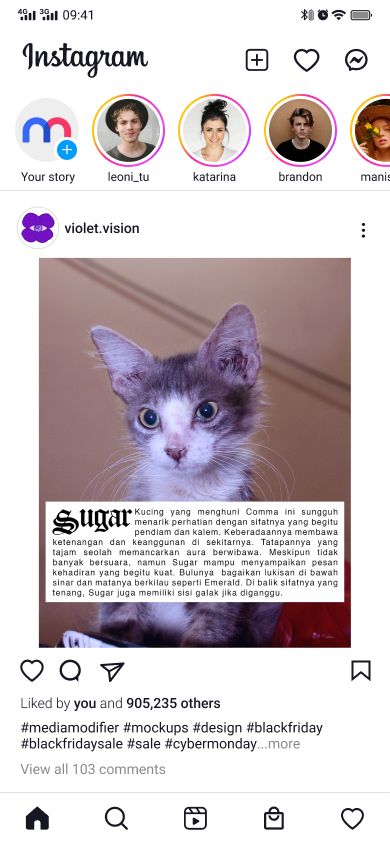 4G 3G 09:41
Instagram
Your story leoni_tu katarina brandon manis
violet.vision
Sugar Kucing yang menghuni Comma ini sungguh
menarik perhatian dengan sifatnya yang begitu
pendiam dan kalem. Keberadaannya membawa
ketenangan dan keanggunan di sekitarnya. Tatapannya yang
tajam seolah memancarkan aura berwibawa. Meskipun tidak
banyak bersuara, namun Sugar mampu menyampaikan pesan
kehadiran yang begitu kuat. Bulunya bagaikan lukisan di bawah
sinar dan matanya berkilau seperti Emerald. Di balik sifatnya yang
tenang, Sugar juga memiliki sisi galak jika diganggu.
Liked by you and 905,235 others
#mediamodifier #mockups #design #blackfriday
#blackfridaysale #sale #cybermonday...more
View all 103 comments